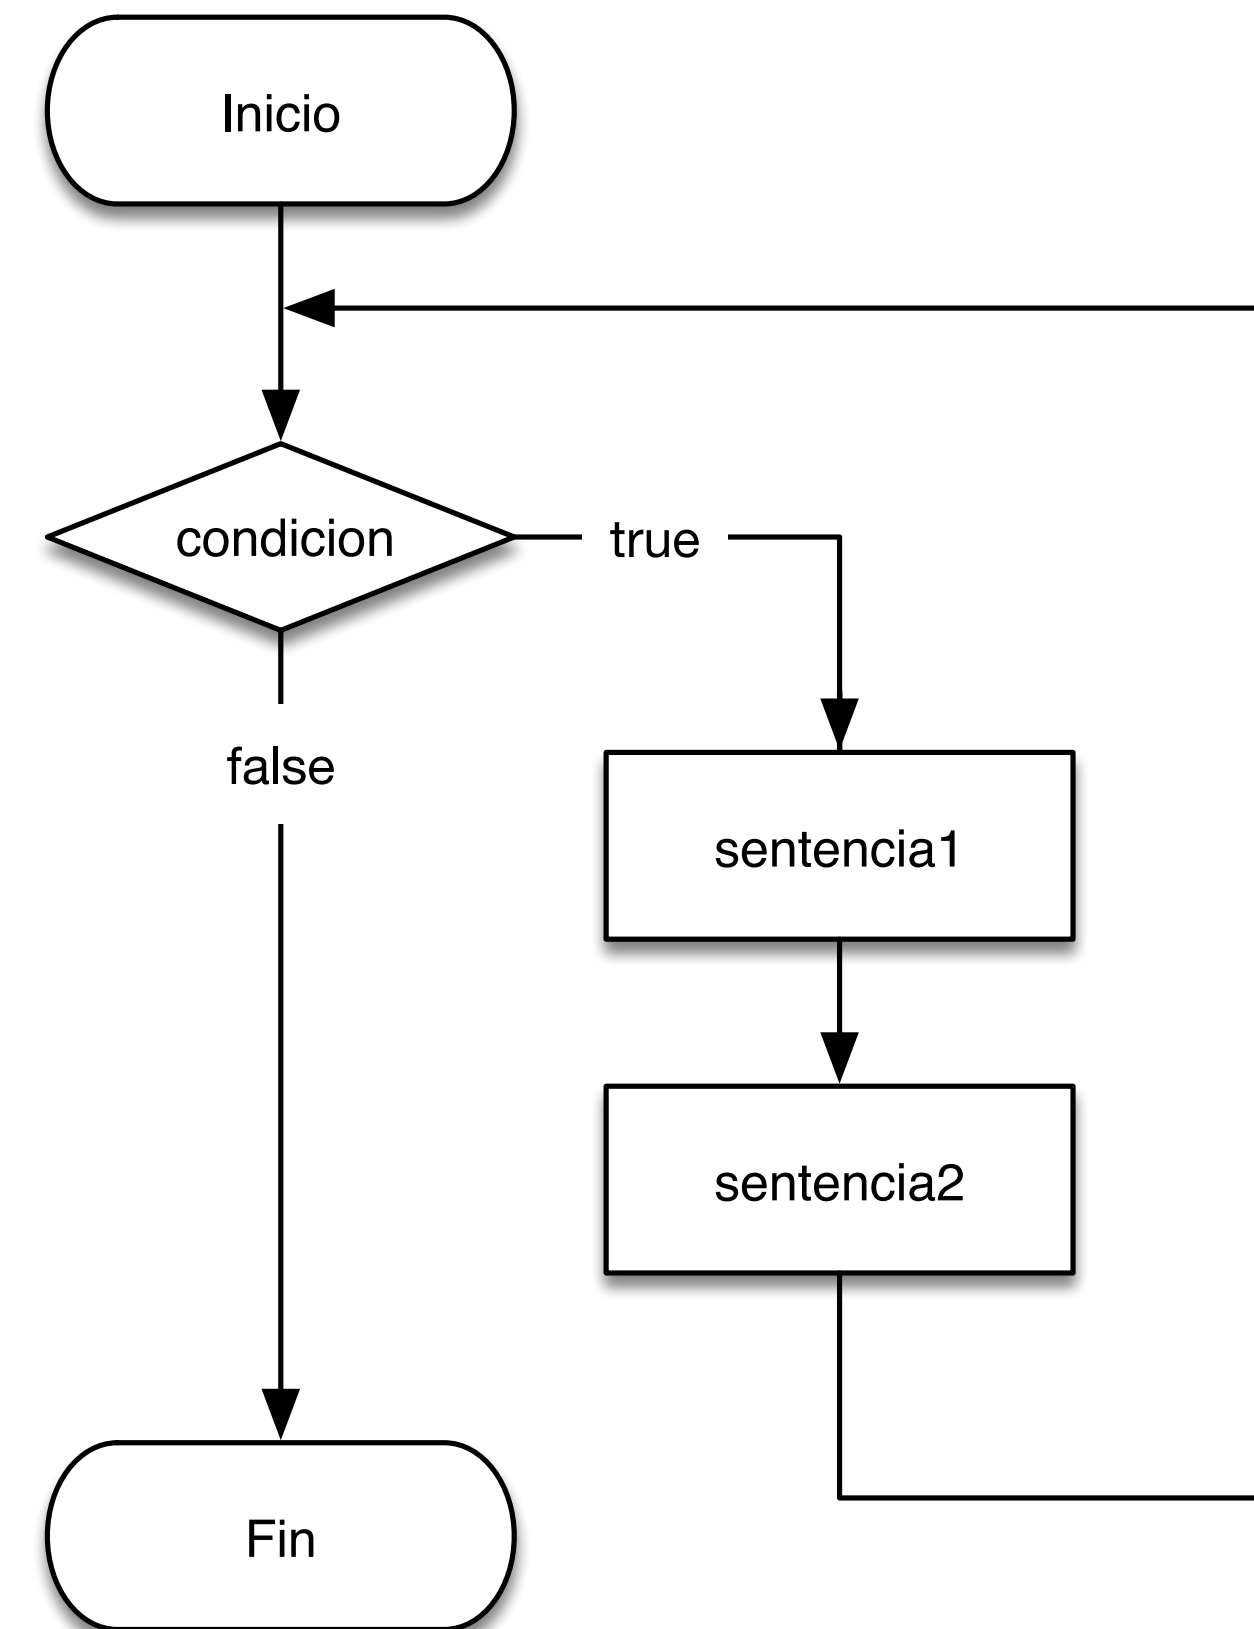 Inicio
condicion
true
false
sentencia1
sentencia2
Fin